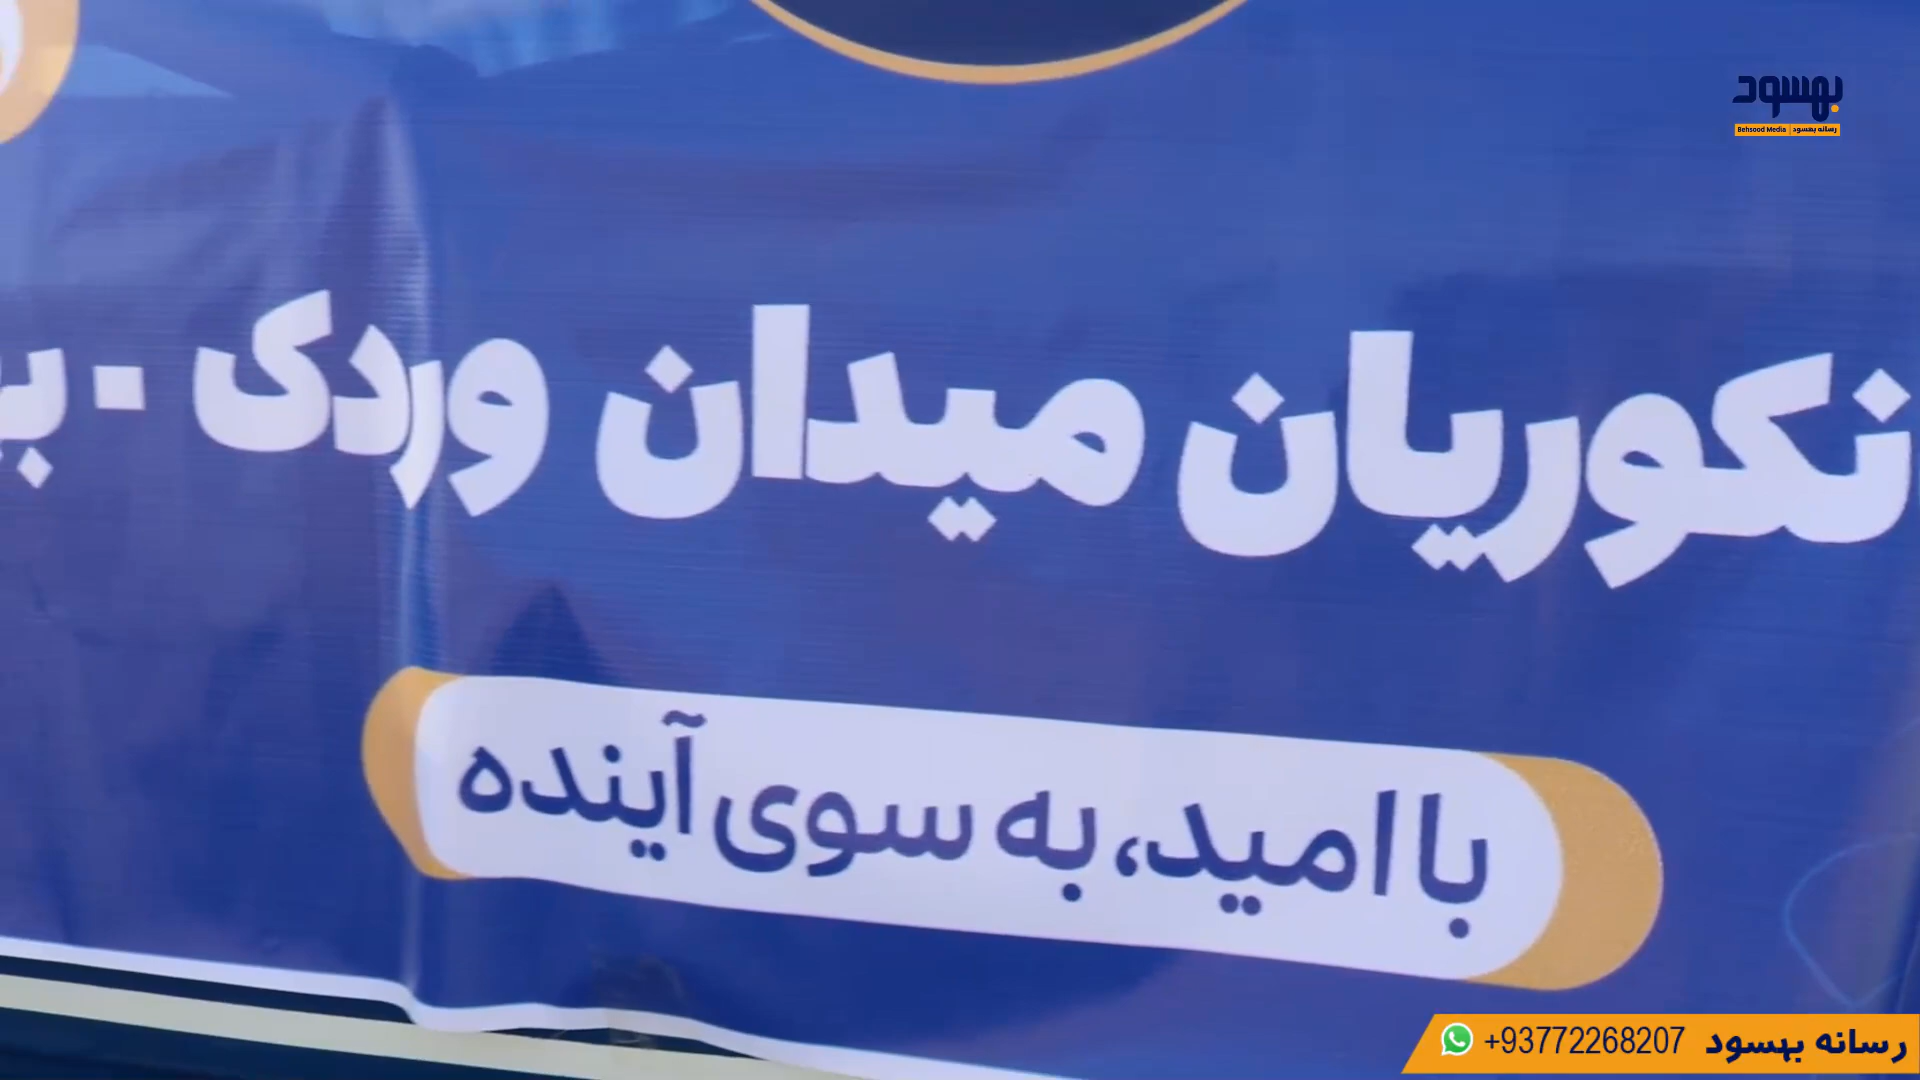 بهسود
Behsood Media | رسانه بهسود
نکوریان میدان وردک -
با امید، به سوی آینده
+93772268207 رسانه بهسود